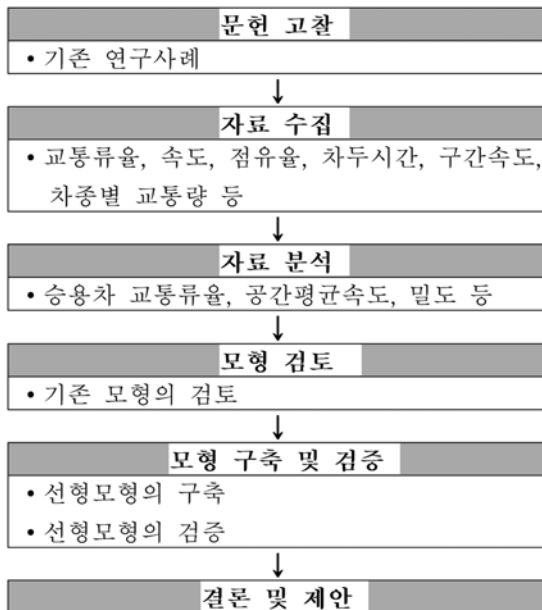 문헌 고찰
• 기존 연구사례
↓
자료 수집
• 교통류율, 속도, 점유율, 차두시간, 구간속도,
차종별 교통량 등
↓
자료 분석
• 승용차 교통류율, 공간평균속도, 밀도 등
↓
모형 검토
• 기존 모형의 검토
↓
모형 구축 및 검증
• 선형모형의 구축
• 선형모형의 검증
↓
결론 및 제안